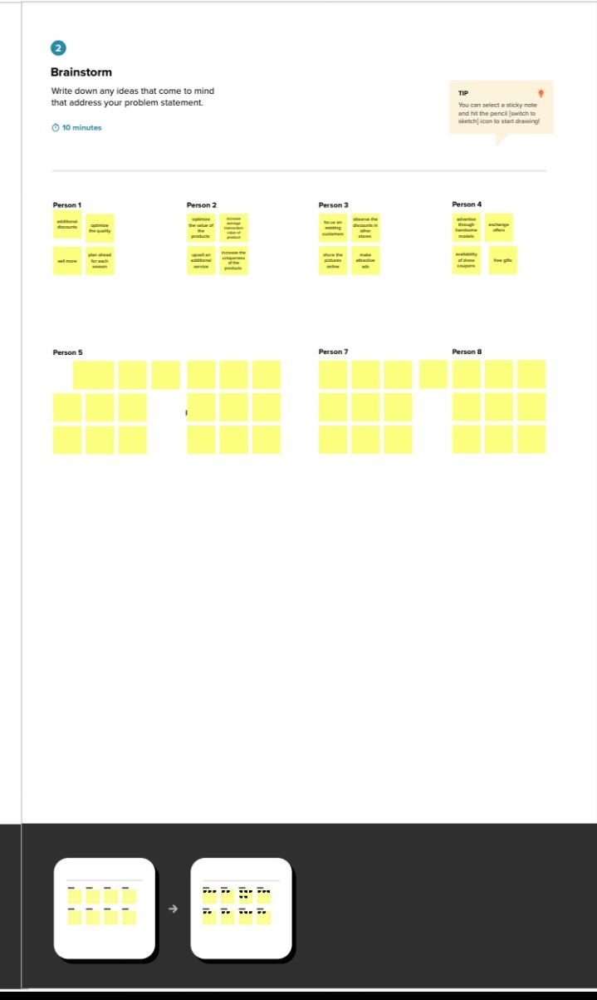 2
Brainstorm
Write down any ideas that come to mind
that address your problem statement.
10 minutes
TIP
You can select a sticky note
and hit the pencil [switch to
sketch] icon to start drawing!
Person 1
additional
discounts
optimize
the quality
sell more
plan ahead
for each
season
Person 2
optimize
the value of
the
products
increase
average
transaction
value of
product
upsell an
additional
service
increase the
uniqueness
of the
products
Person 3
focus on
existing
customers
observe the
discounts in
other
stores
share the
pictures
online
make
attractive
ads
Person 4
advertise
through
handsome
models
exchange
offers
availability
of dress
coupons
free gifts
Person 5
Person 7
Person 8